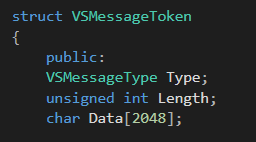 struct VSMessageToken
{
public:
VSMessageType Type;
unsigned int Length;
char Data[2048];